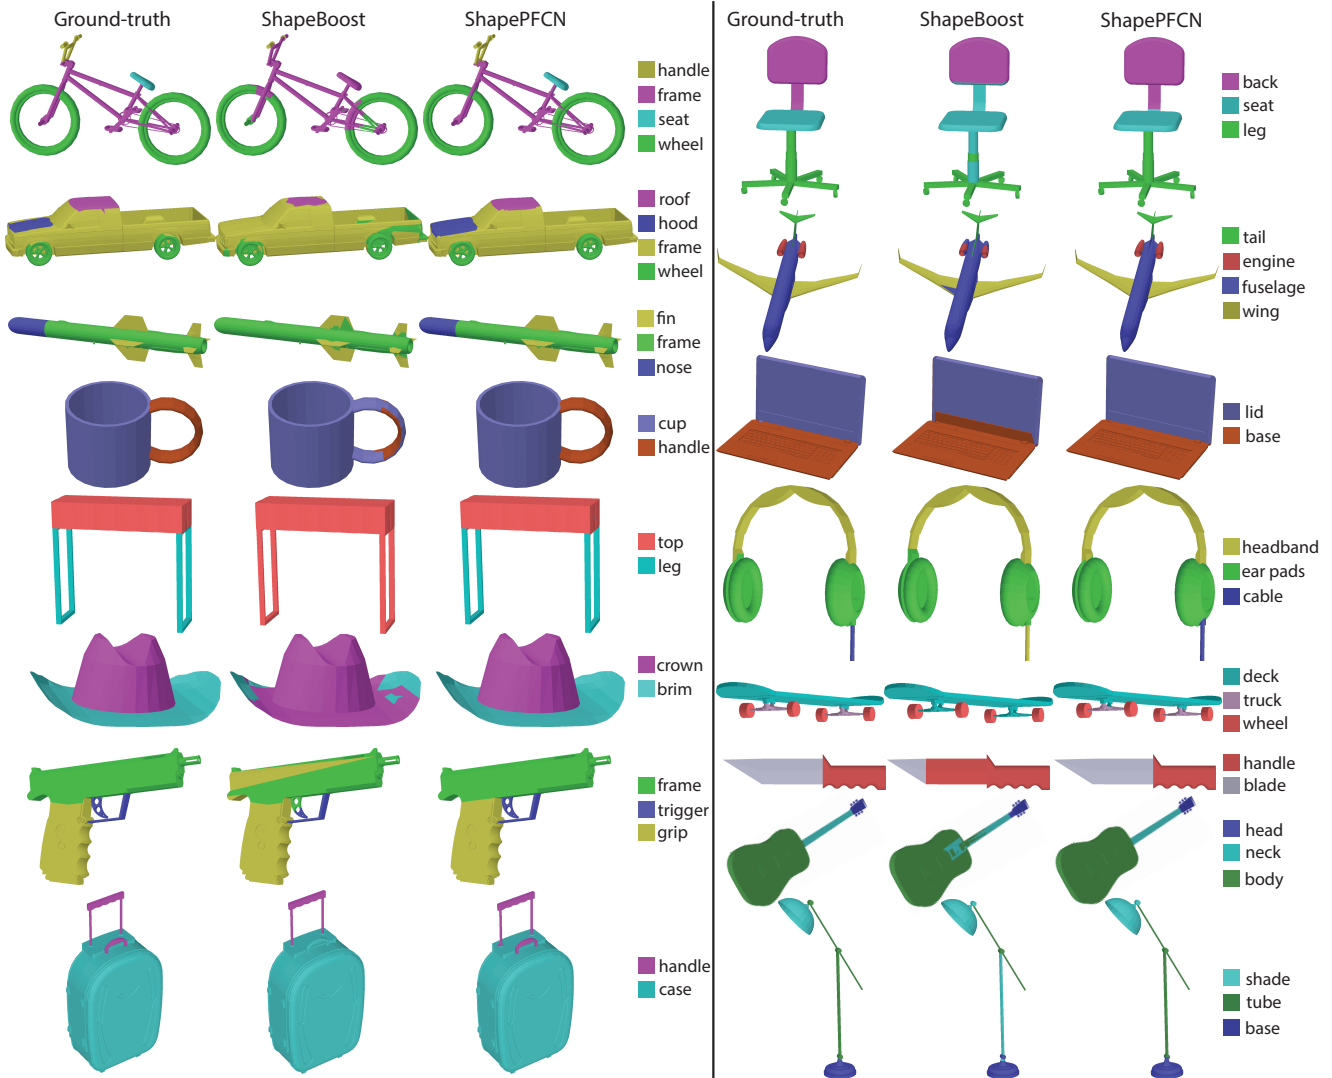 Ground-truth
ShapeBoost
ShapePFCN
handle
frame
seat
wheel
roof
hood
frame
wheel
fin
frame
nose
cup
handle
top
leg
crown
brim
frame
trigger
grip
handle
case
Ground-truth
ShapeBoost
ShapePFCN
back
seat
leg
tail
engine
fuselage
wing
lid
base
headband
ear pads
cable
deck
truck
wheel
handle
blade
head
neck
body
shade
tube
base